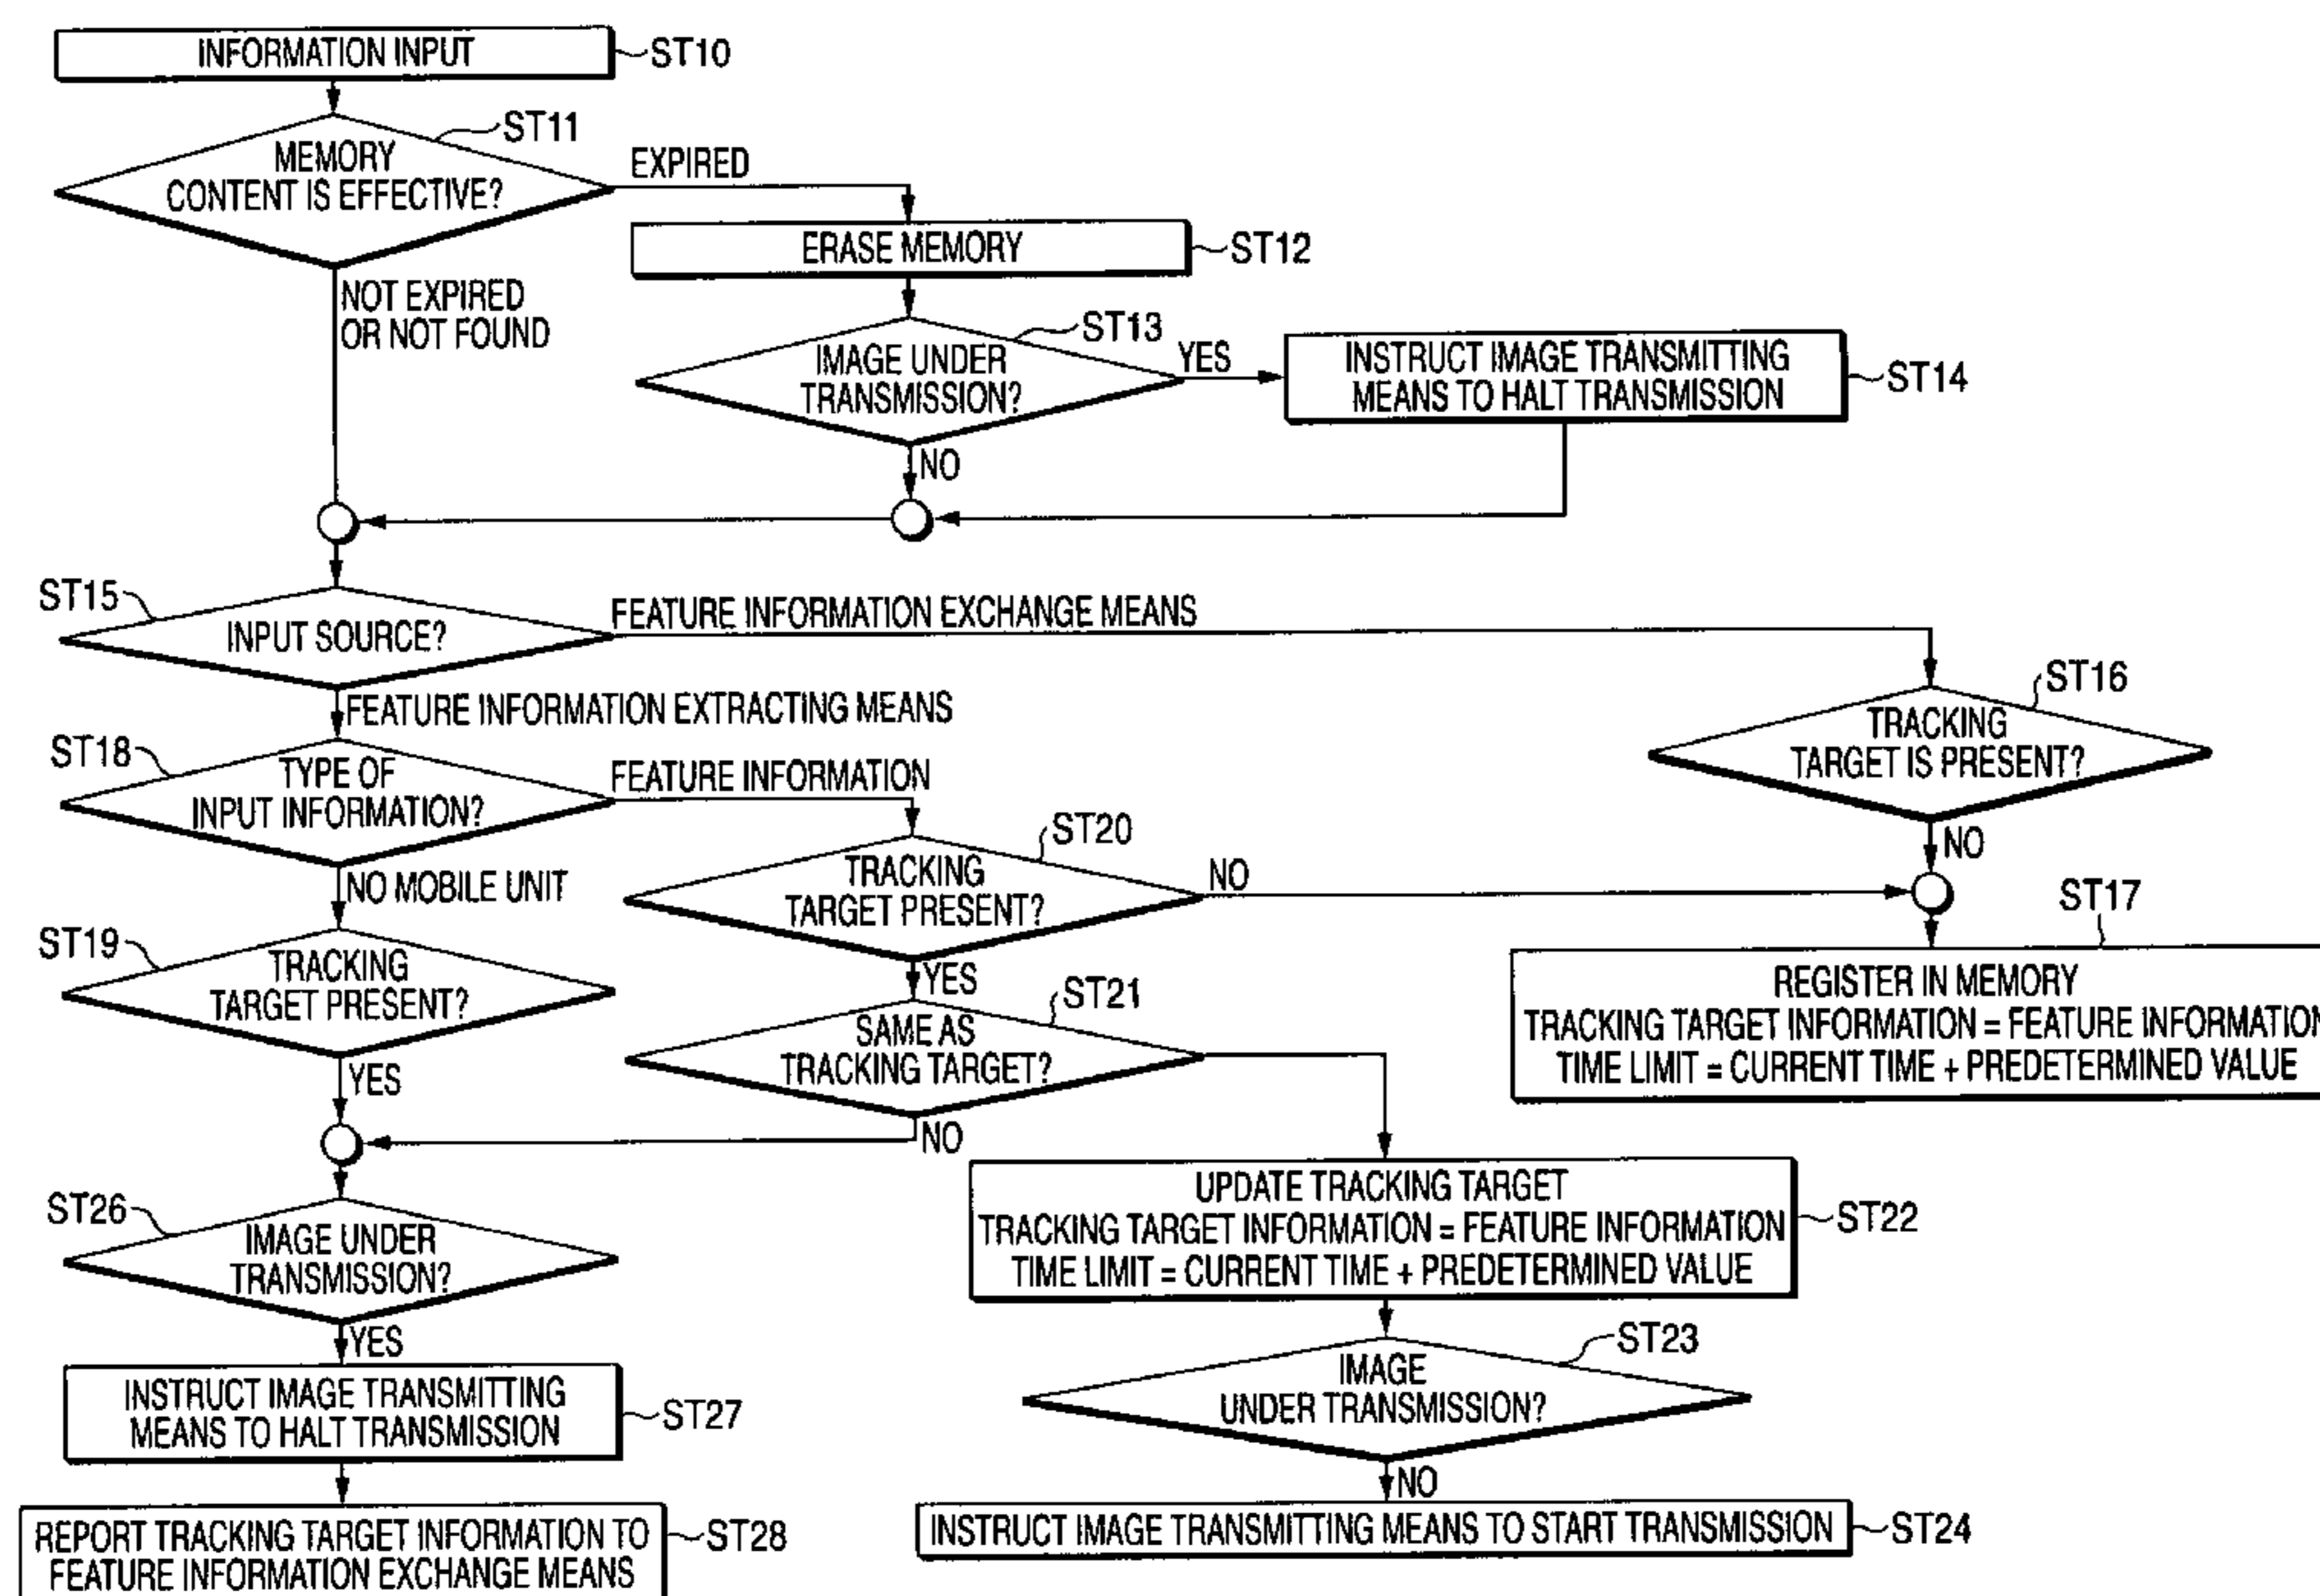 INFORMATION INPUT
ST10
ST11
MEMORY
CONTENT IS EFFECTIVE?
EXPIRED
ERASE MEMORY
ST12
NOT EXPIRED
OR NOT FOUND
ST13
IMAGE UNDER
TRANSMISSION?
YES
INSTRUCT IMAGE TRANSMITTING
MEANS TO HALT TRANSMISSION
ST14
NO
ST15
INPUT SOURCE?
FEATURE INFORMATION EXCHANGE MEANS
FEATURE INFORMATION EXTRACTING MEANS
ST16
TRACKING
TARGET IS PRESENT?
NO
ST18
TYPE OF
INPUT INFORMATION?
FEATURE INFORMATION
NO MOBILE UNIT
ST20
TRACKING
TARGET PRESENT?
NO
YES
ST17
REGISTER IN MEMORY
TRACKING TARGET INFORMATION = FEATURE INFORMATION
TIME LIMIT = CURRENT TIME + PREDETERMINED VALUE
ST19
TRACKING
TARGET PRESENT?
YES
ST21
SAME AS
TRACKING TARGET?
NO
UPDATE TRACKING TARGET
TRACKING TARGET INFORMATION = FEATURE INFORMATION
TIME LIMIT = CURRENT TIME + PREDETERMINED VALUE
ST22
ST26
IMAGE UNDER
TRANSMISSION?
YES
ST23
IMAGE
UNDER TRANSMISSION?
NO
INSTRUCT IMAGE TRANSMITTING
MEANS TO HALT TRANSMISSION
ST27
REPORT TRACKING TARGET INFORMATION TO
FEATURE INFORMATION EXCHANGE MEANS
ST28
INSTRUCT IMAGE TRANSMITTING MEANS TO START TRANSMISSION
ST24